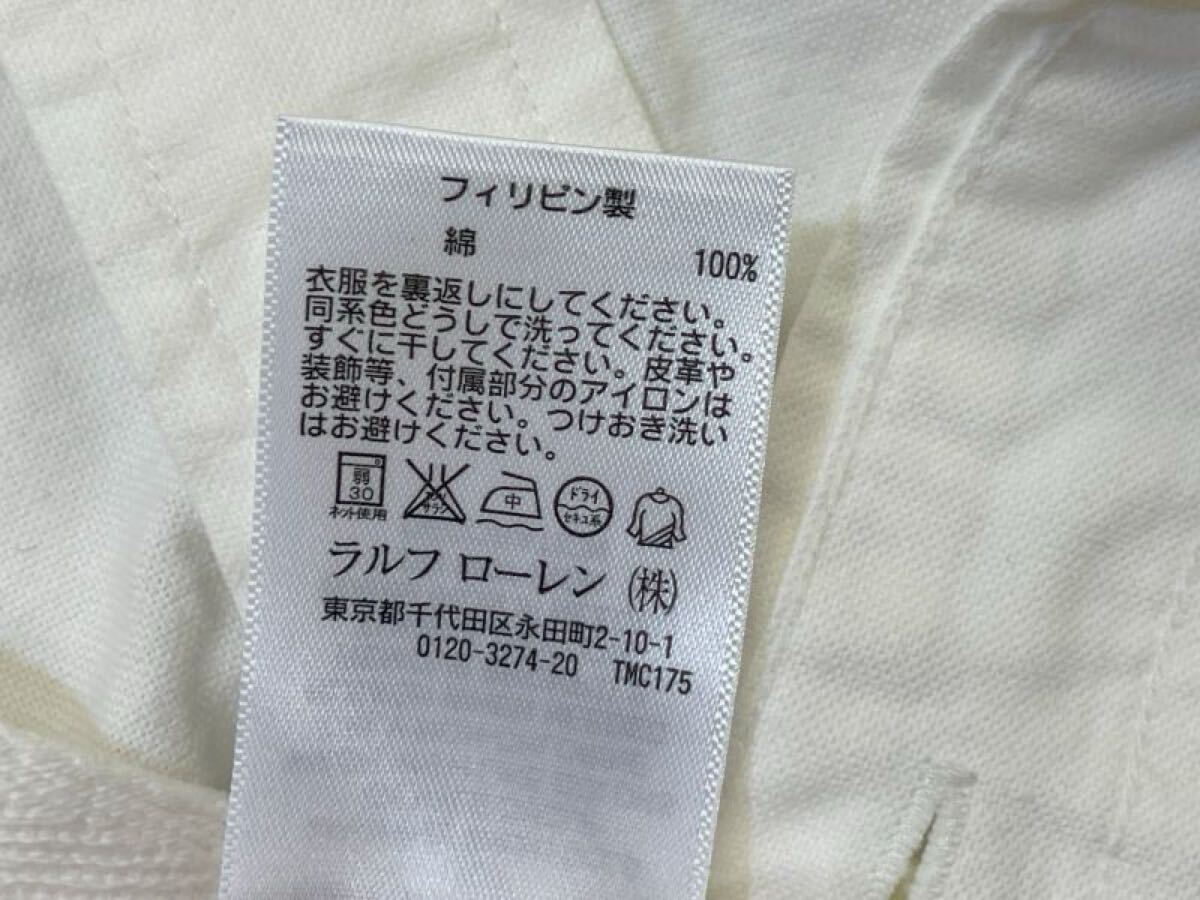 フィリピン製
綿 100%
衣服を裏返しにしてください。
同系色どうしで洗ってください。
すぐに干してください。皮革や
装飾等、付属部分のアイロンは
お避けください。つけおき洗い
はお避けください。
弱
30
ネット使用
エンソ
サラシ
中
ドライ
セキユ系
ラルフ ローレン (株)
東京都千代田区永田町2-10-1
0120-3274-20 TMC175